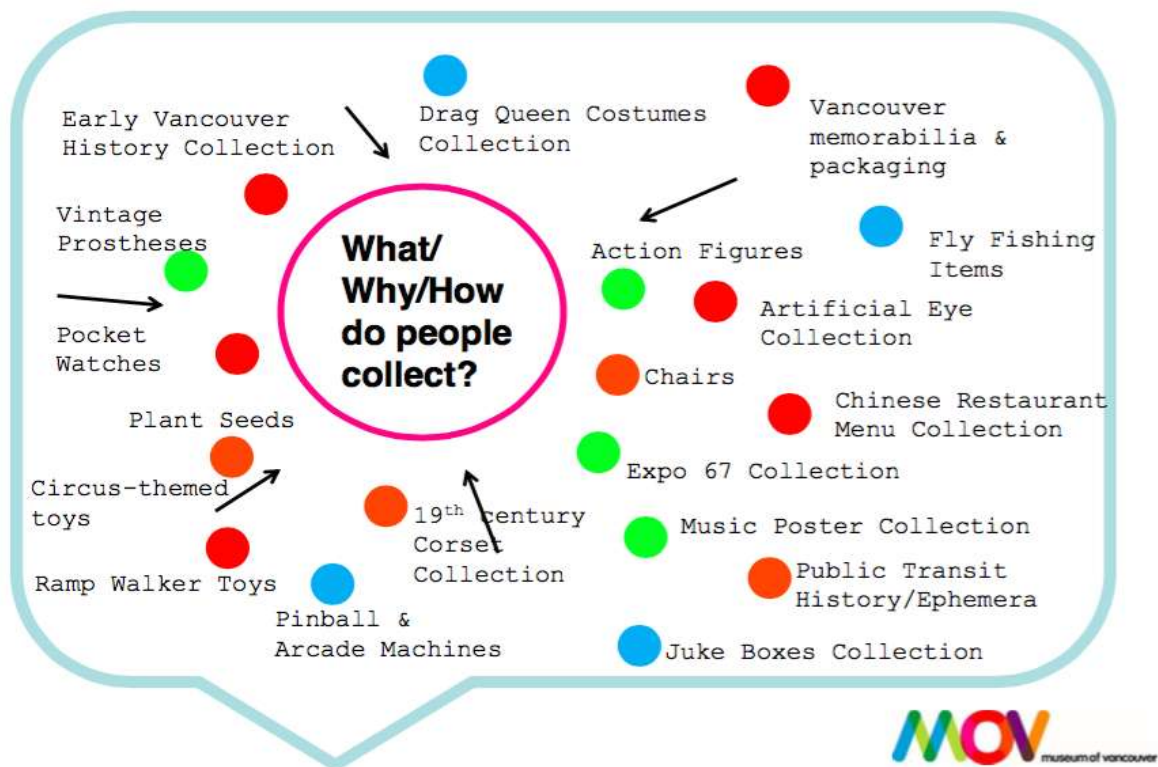 Drag Queen Costumes
Collection
Early Vancouver
History Collection
Vancouver
memorabilia &
packaging
Vintage
Prostheses
What/
Why/How
do people
collect?
Action Figures
Fly Fishing
Items
Artificial Eye
Collection
Pocket
Watches
Chairs
Chinese Restaurant
Menu Collection
Plant Seeds
Expo 67 Collection
Circus-themed
toys
19th century
Corset
Collection
Music Poster Collection
Ramp Walker Toys
Public Transit
History/Ephemera
Pinball &
Arcade Machines
Juke Boxes Collection
MOV
museum of vancouver